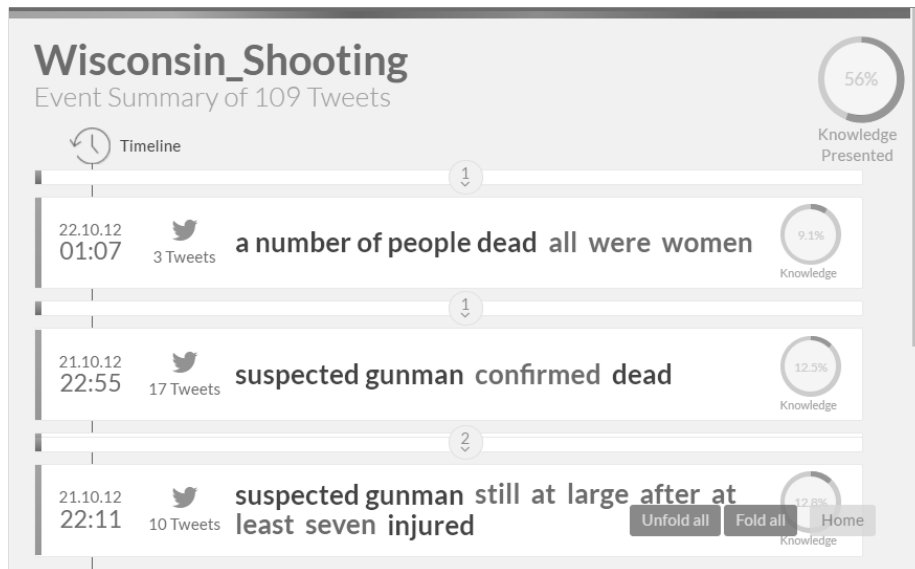 Wisconsin_Shooting
Event Summary of 109 Tweets
56%
Knowledge
Presented
Timeline
1
22.10.12
01:07
3 Tweets
a number of people dead all were women
9.1%
Knowledge
1
21.10.12
22:55
17 Tweets
suspected gunman confirmed dead
12.5%
Knowledge
2
21.10.12
22:11
10 Tweets
suspected gunman still at large after at
least seven injured
12.8%
Knowledge
Unfold all
Fold all
Home